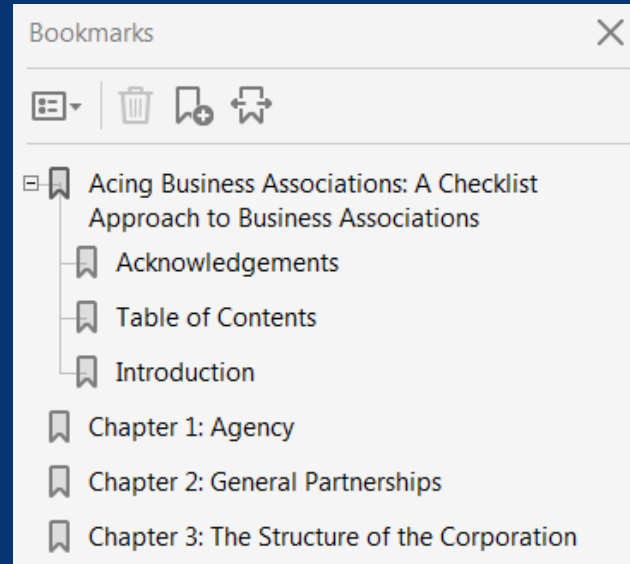 Bookmarks
Acing Business Associations: A Checklist
Approach to Business Associations
Acknowledgements
Table of Contents
Introduction
Chapter 1: Agency
Chapter 2: General Partnerships
Chapter 3: The Structure of the Corporation